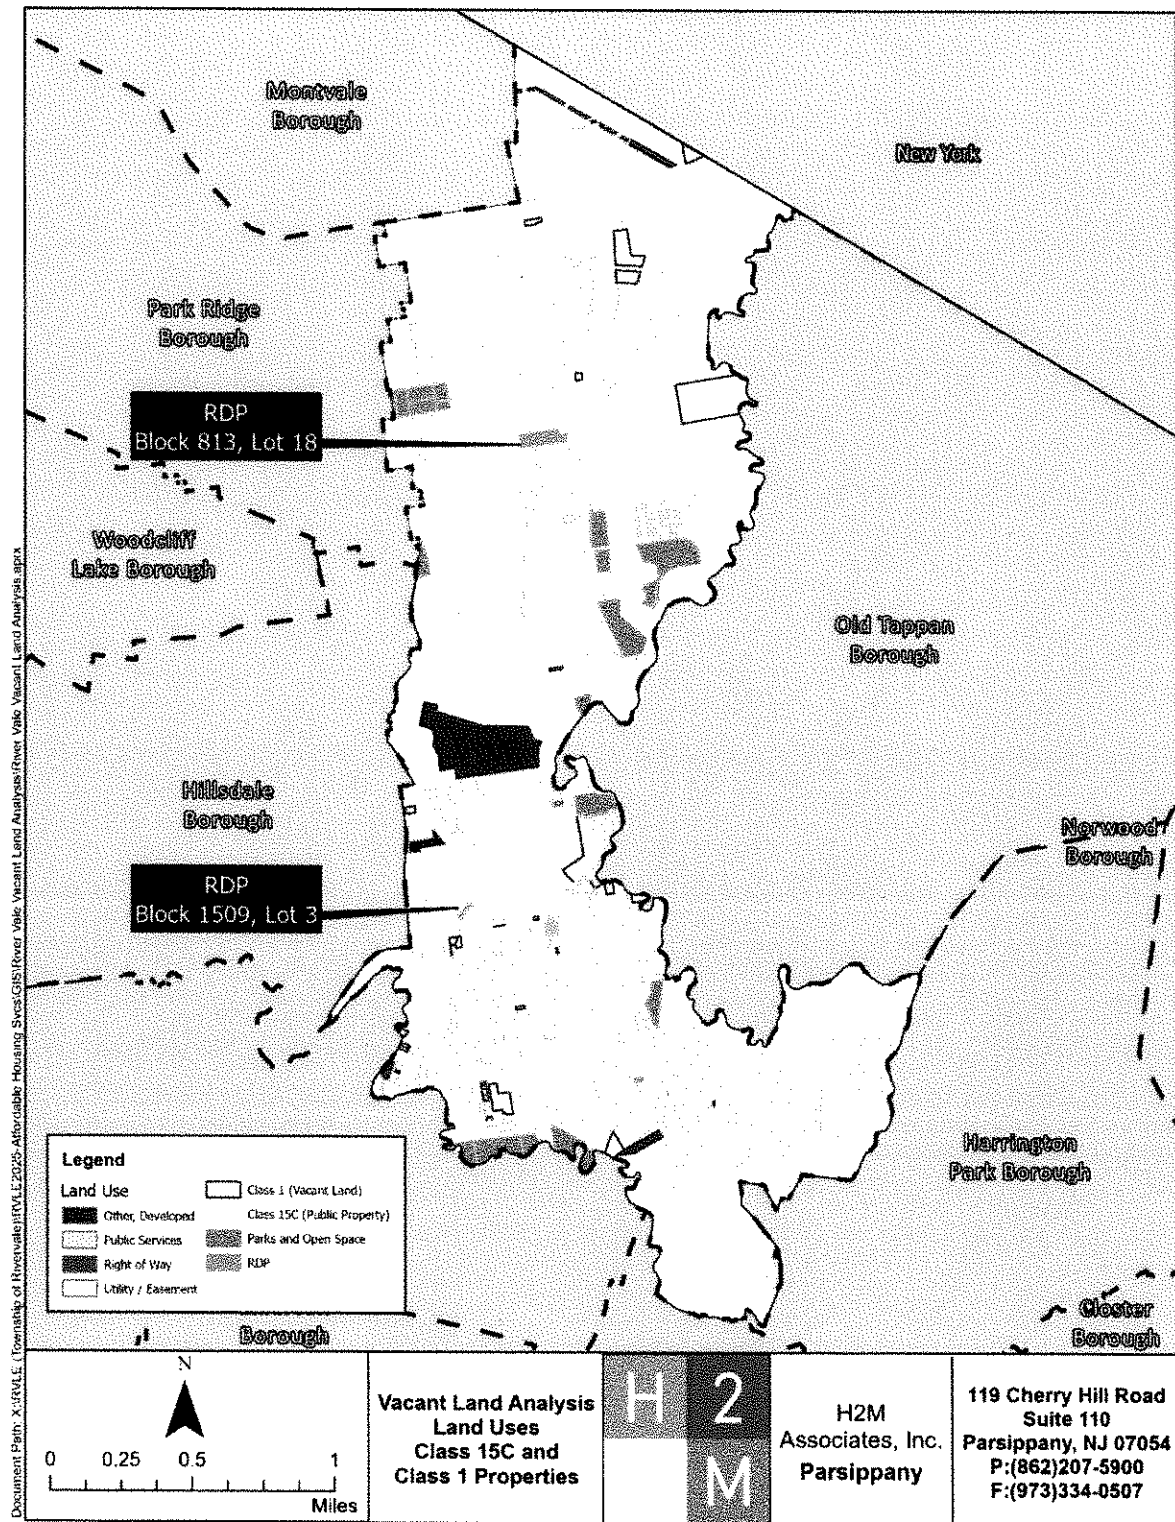 Montvale
Borough
New York
Park Ridge
Borough
RDP
Block 813, Lot 18
Woodcliff
Lake Borough
Old Tappan
Borough
Hillsdale
Borough
Norwood
Borough
RDP
Block 1509, Lot 3
Harrington
Park Borough
Closter
Borough
Borough
Legend
Land Use
Other, Developed
Public Services
Right of Way
Utility / Easement
Class 1 (Vacant Land)
Class 15C (Public Property)
Parks and Open Space
RDP
N
0 0.25 0.5 1
Miles
Vacant Land Analysis
Land Uses
Class 15C and
Class 1 Properties
H 2
M
H2M
Associates, Inc.
Parsippany
119 Cherry Hill Road
Suite 110
Parsippany, NJ 07054
P:(862)207-5900
F:(973)334-0507